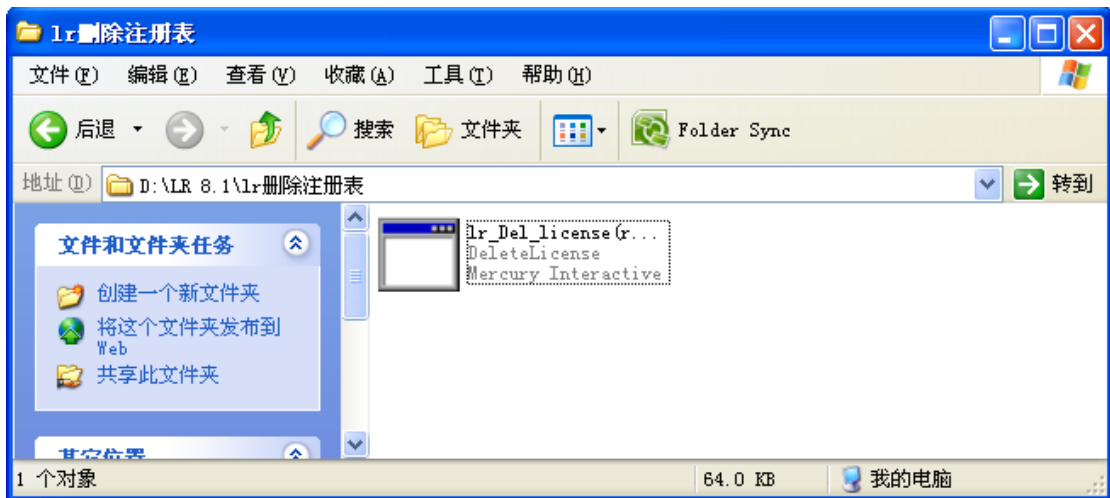 lr删除注册表
文件(F) 编辑(E) 查看(V) 收藏(A) 工具(T) 帮助(H)
后退 搜索 文件夹 Folder Sync
地址(D) D:\LR 8.1\lr删除注册表 转到
文件和文件夹任务
创建一个新文件夹
将这个文件夹发布到
Web
共享此文件夹
其它位置
lr_Del_license(r...
DeleteLicense
Mercury Interactive
1 个对象 64.0 KB 我的电脑